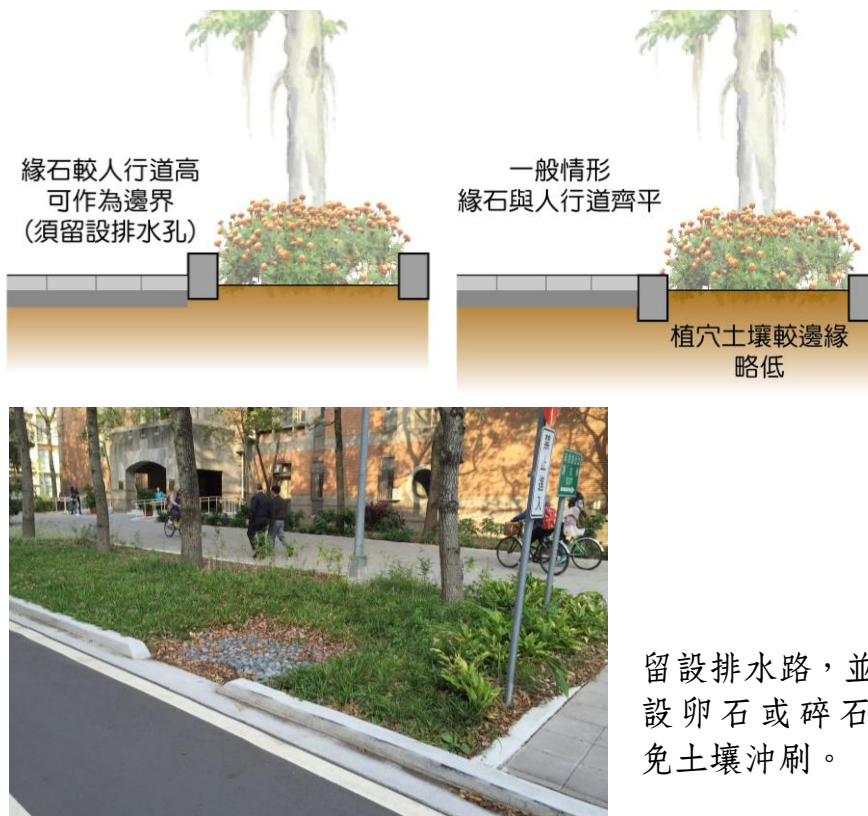 緣石較人行道高
可作為邊界
（須留設排水孔）
一般情形
緣石與人行道齊平
植穴土壤較邊緣
略低
留設排水路，並
設卵石或碎石
免土壤沖刷。